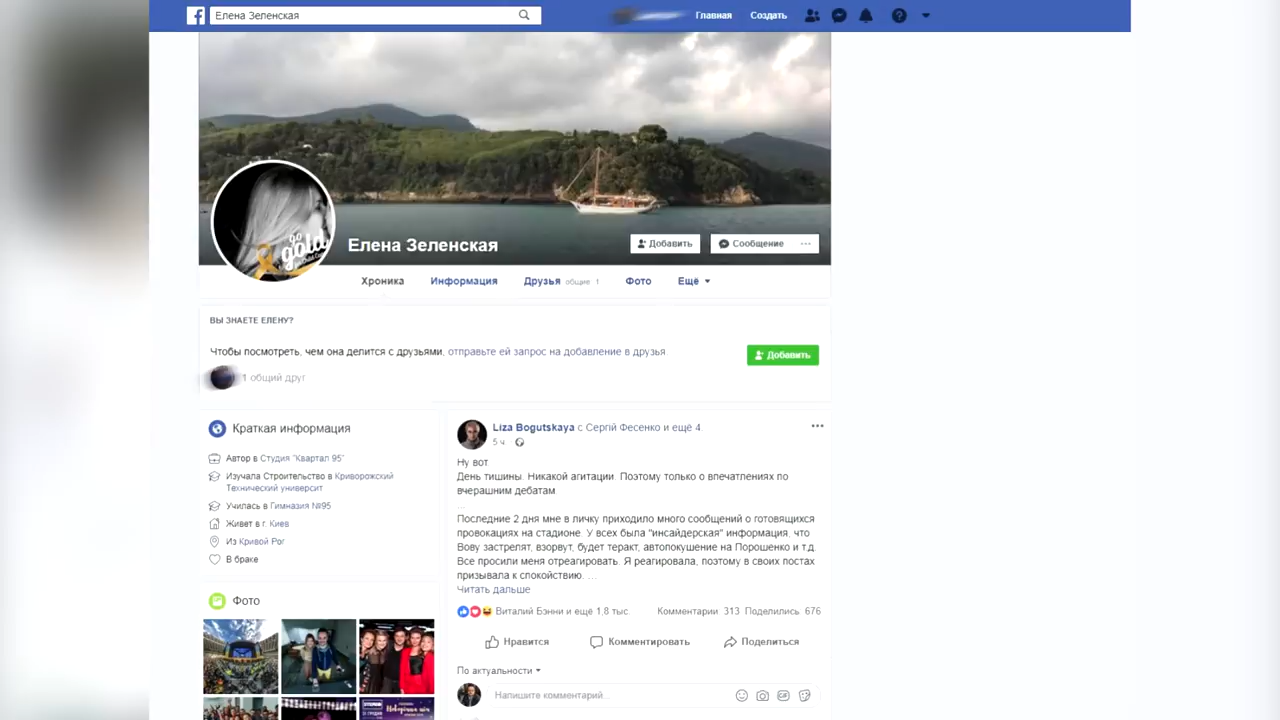 Елена Зеленская
Главная
Создать
go
gold
Елена Зеленская
Добавить
Сообщение
Хроника
Информация
Друзья общие 1
Фото
Ещё
ВЫ ЗНАЕТЕ ЕЛЕНУ?
Чтобы посмотреть, чем она делится с друзьями, отправьте ей запрос на добавление в друзья
Добавить
1 общий друг
Краткая информация
Автор в Студия "Квартал 95"
Изучала Строительство в Криворожский
Технический университ
Училась в Гимназия №95
Живет в г. Киев
Из Кривой Рог
В браке
Фото
Liza Bogutskaya с Сергій Фесенко и ещё 4
5 ч.
Ну вот
День тишины. Никакой агитации. Поэтому только о впечатлениях по
вчерашним дебатам
...
Последние 2 дня мне в личку приходило много сообщений о готовящихся
провокациях на стадионе. У всех была "инсайдерская" информация, что
Вову застрелят, взорвут, будет теракт, автопокушение на Порошенко и т.д.
Все просили меня отреагировать. Я реагировала, поэтому в своих постах
призывала к спокойствию. ...
Читать дальше
Виталий Бэнни и ещё 1,8 тыс.
Комментарии 313 Поделились 676
Нравится
Комментировать
Поделиться
По актуальности
Напишите комментарий...